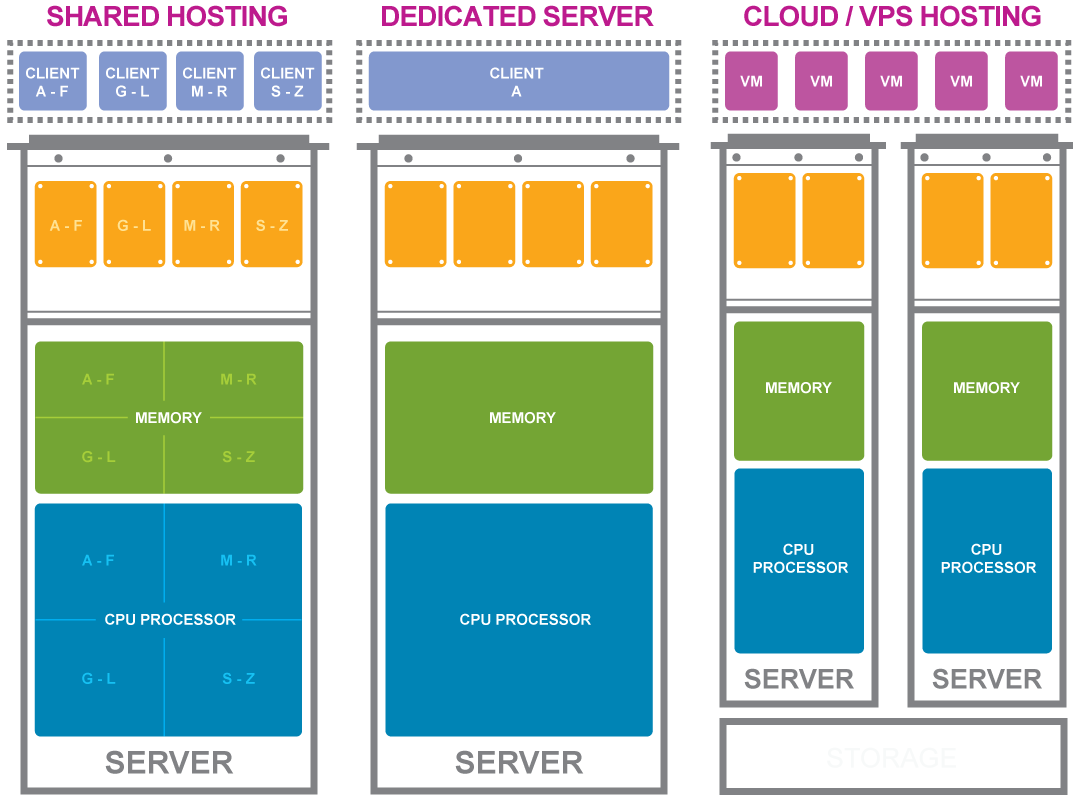 SHARED HOSTING
CLIENT
A - F
CLIENT
G - L
CLIENT
M - R
CLIENT
S - Z
A - F
G - L
M - R
S - Z
A - F
M - R
MEMORY
G - L
S - Z
A - F
M - R
CPU PROCESSOR
G - L
S - Z
SERVER
DEDICATED SERVER
CLIENT
A
MEMORY
CPU PROCESSOR
SERVER
CLOUD / VPS HOSTING
VM
VM
VM
VM
VM
MEMORY
CPU
PROCESSOR
SERVER
MEMORY
CPU
PROCESSOR
SERVER
STORAGE